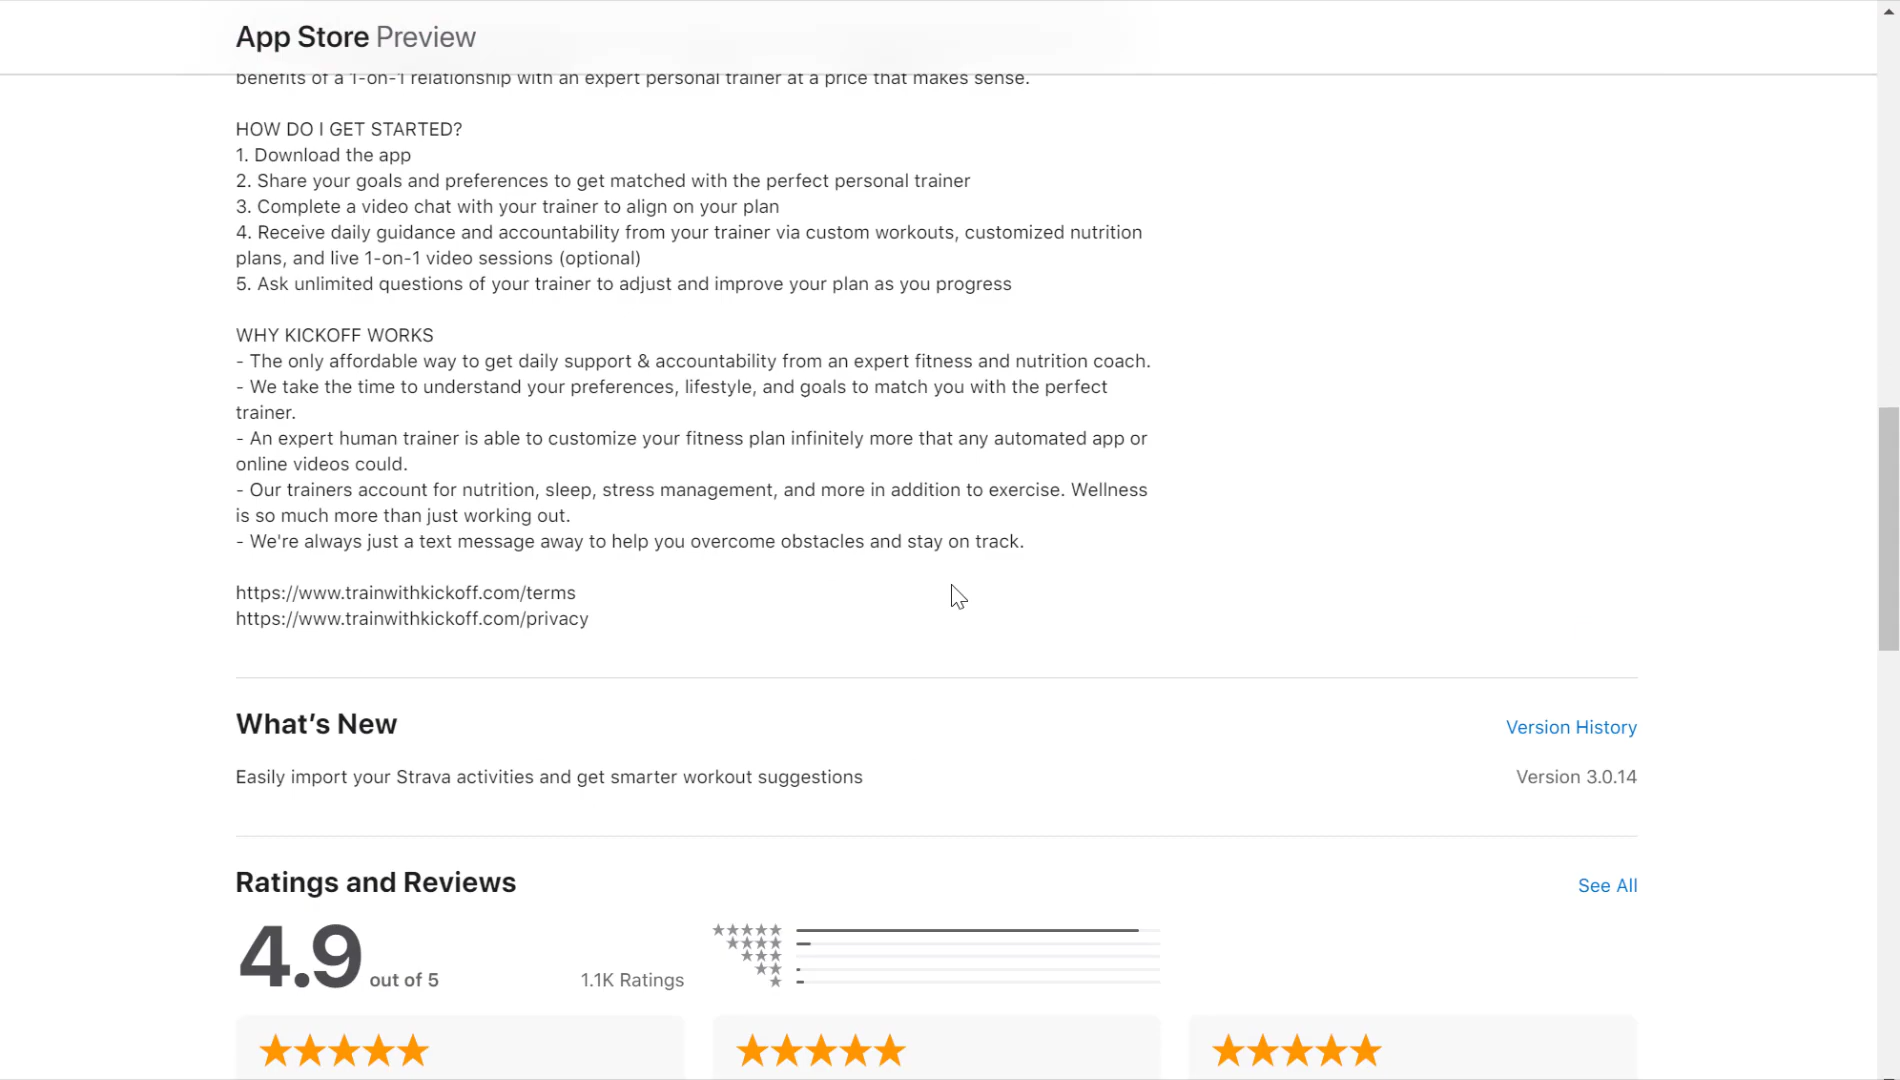 App Store Preview
benefits of a 1-on-1 relationship with an expert personal trainer at a price that makes sense.
HOW DO I GET STARTED?
1. Download the app
2. Share your goals and preferences to get matched with the perfect personal trainer
3. Complete a video chat with your trainer to align on your plan
4. Receive daily guidance and accountability from your trainer via custom workouts, customized nutrition
plans, and live 1-on-1 video sessions (optional)
5. Ask unlimited questions of your trainer to adjust and improve your plan as you progress
WHY KICKOFF WORKS
- The only affordable way to get daily support & accountability from an expert fitness and nutrition coach.
- We take the time to understand your preferences, lifestyle, and goals to match you with the perfect
trainer.
- An expert human trainer is able to customize your fitness plan infinitely more that any automated app or
online videos could.
- Our trainers account for nutrition, sleep, stress management, and more in addition to exercise. Wellness
is so much more than just working out.
- We're always just a text message away to help you overcome obstacles and stay on track.
https://www.trainwithkickoff.com/terms
https://www.trainwithkickoff.com/privacy
What's New
Version History
Easily import your Strava activities and get smarter workout suggestions
Version 3.0.14
Ratings and Reviews
See All
4.9 out of 5
1.1K Ratings